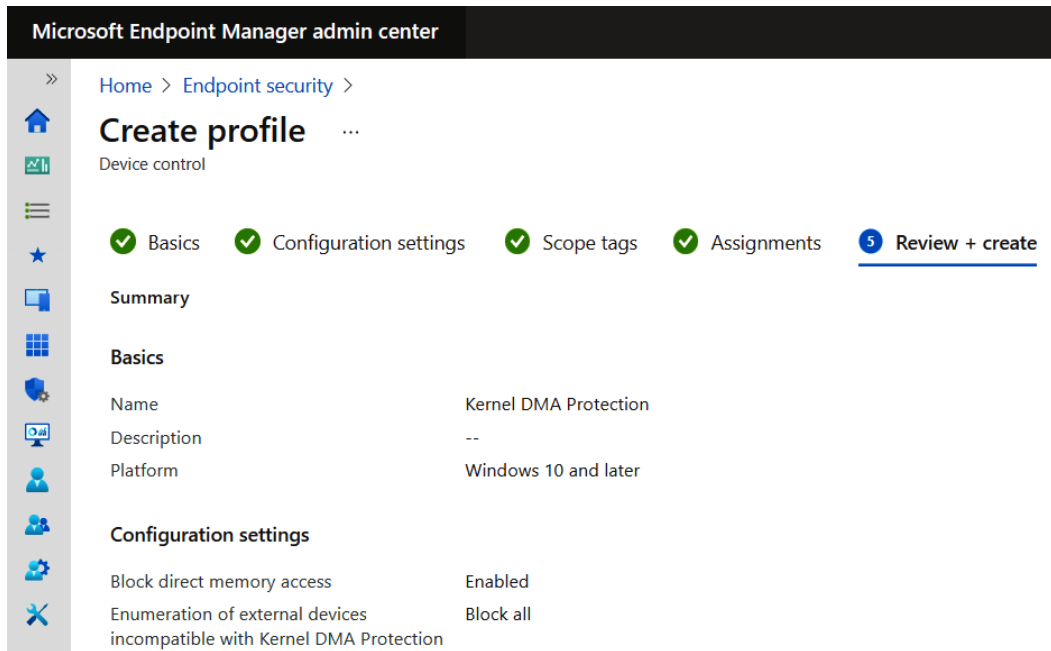 Microsoft Endpoint Manager admin center
Home > Endpoint security >
Create profile ...
Device control
Basics Configuration settings Scope tags Assignments 5 Review + create
Summary
Basics
Name Kernel DMA Protection
Description --
Platform Windows 10 and later
Configuration settings
Block direct memory access Enabled
Enumeration of external devices Block all
incompatible with Kernel DMA Protection